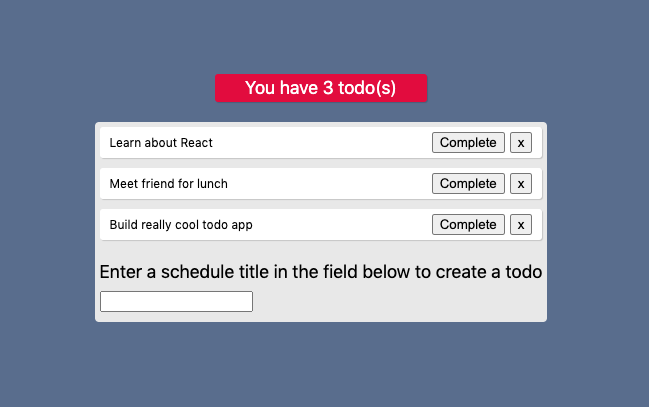 You have 3 todo(s)
Learn about React Complete x
Meet friend for lunch Complete x
Build really cool todo app Complete x
Enter a schedule title in the field below to create a todo